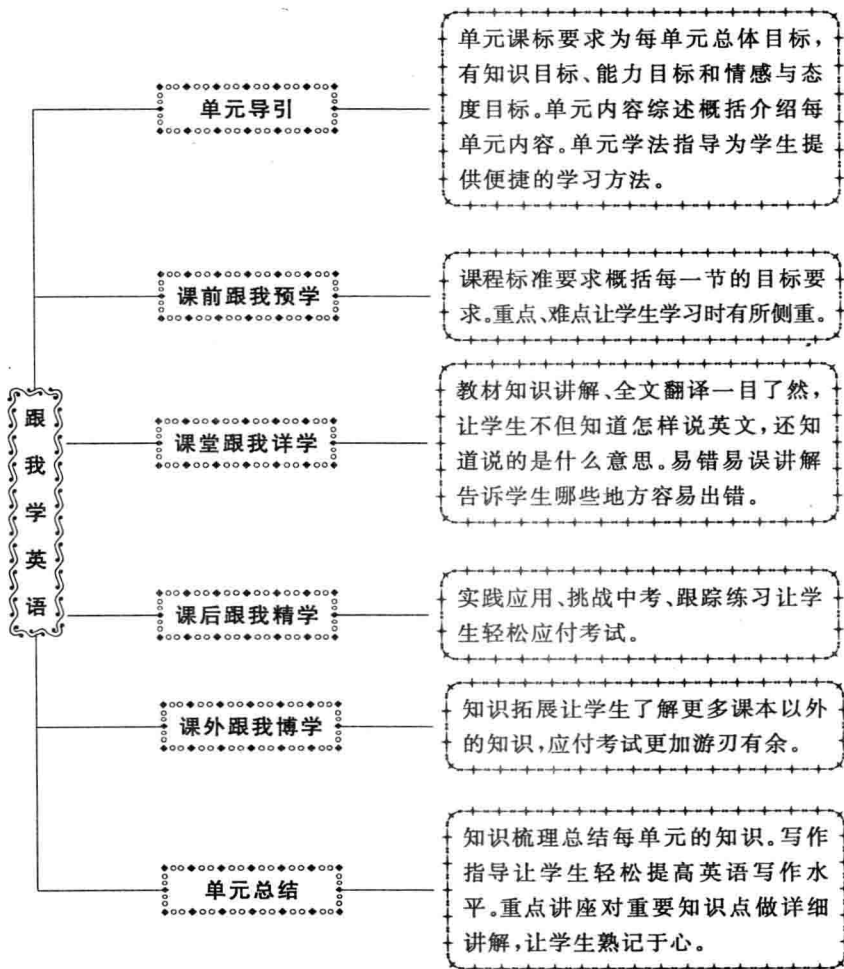 单元课标要求为每单元总体目标，
有知识目标、能力目标和情感与态
度目标。单元内容综述概括介绍每
单元内容。单元学法指导为学生提
供便捷的学习方法。
单元导引
课程标准要求概括每一节的目标要
求。重点、难点让学生学习时有所侧重。
课前跟我预学
教材知识讲解、全文翻译一目了然，
让学生不但知道怎样说英文，还知
道说的是什么意思。易错易误讲解
告诉学生哪些地方容易出错。
课堂跟我详学
跟我学英语
实践应用、挑战中考、跟踪练习让学
生轻松应付考试。
课后跟我精学
知识拓展让学生了解更多课本以外
的知识，应付考试更加游刃有余。
课外跟我博学
知识梳理总结每单元的知识。写作
指导让学生轻松提高英语写作水
平。重点讲座对重要知识点做详细
讲解，让学生熟记于心。
单元总结